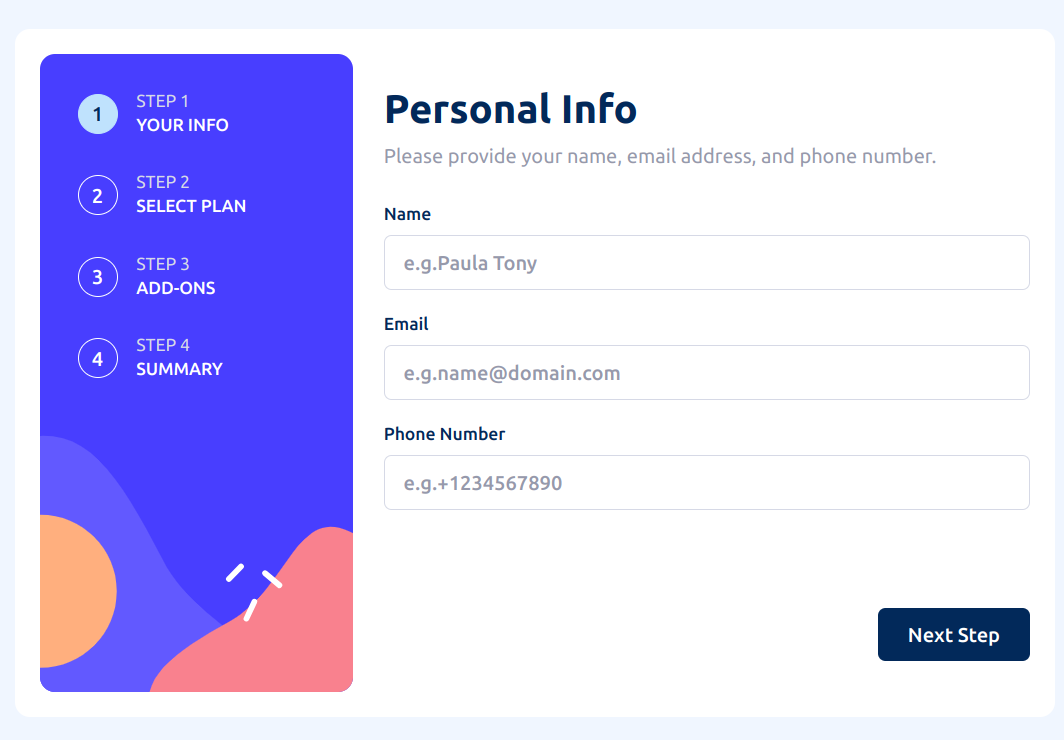 1
STEP 1
YOUR INFO
2
STEP 2
SELECT PLAN
3
STEP 3
ADD-ONS
4
STEP 4
SUMMARY
Personal Info
Please provide your name, email address, and phone number.
Name
e.g.Paula Tony
Email
e.g.name@domain.com
Phone Number
e.g.+1234567890
Next Step